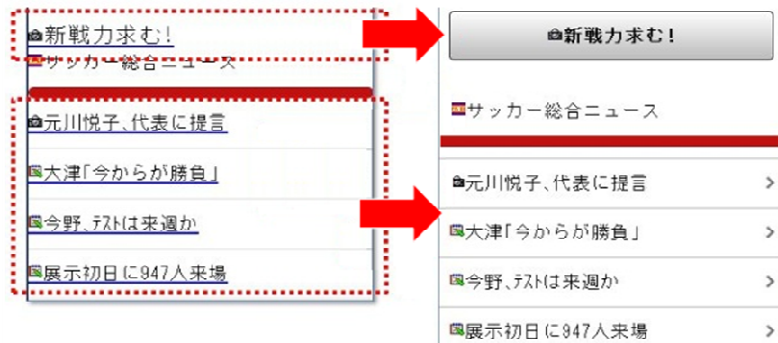 新戦力求む!
サッカー総合ニュース
元川悦子、代表に提言
大津「今からが勝負」
今野、テストは来週か
展示初日に947人来場
新戦力求む!
サッカー総合ニュース
元川悦子、代表に提言
大津「今からが勝負」
今野、テストは来週か
展示初日に947人来場